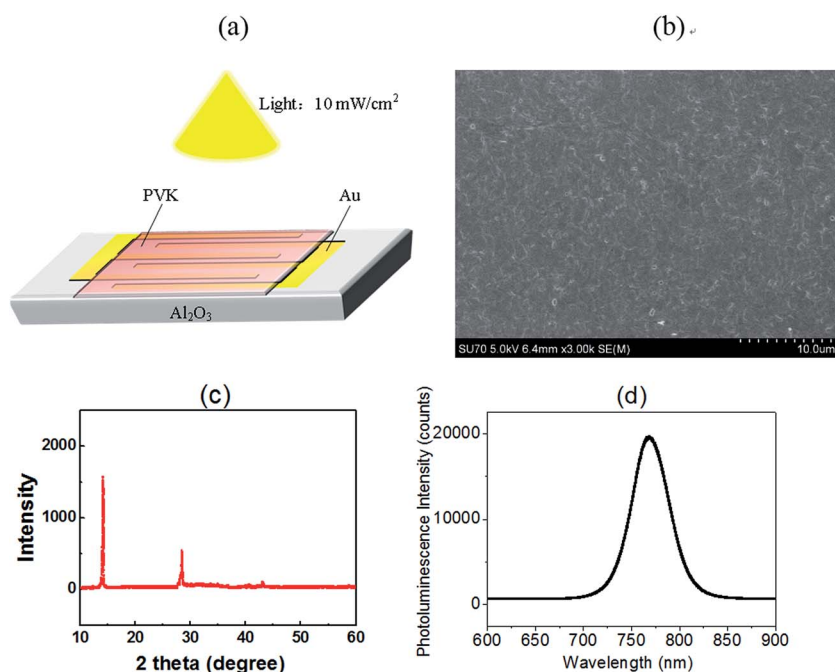 (a)
Light：10 mW/cm²
PVK
Au
Al₂O₃
(b)
SU70 5.0kV 6.4mm x3.00k SE(M)
10.0um
(c)
Intensity
2000
1000
0
10 20 30 40 50 60
2 theta (degree)
(d)
Photoluminescence Intensity (counts)
20000
10000
0
600 650 700 750 800 850 900
Wavelength (nm)